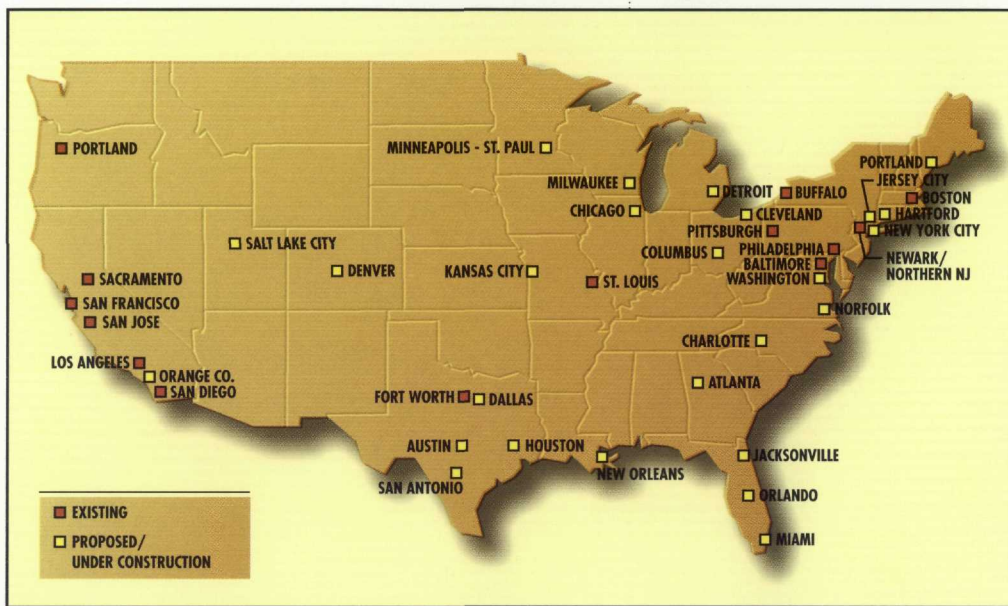 PORTLAND
MINNEAPOLIS - ST. PAUL
MILWAUKEE
CHICAGO
DETROIT
BUFFALO
PORTLAND
JERSEY CITY
BOSTON
HARTFORD
CLEVELAND
PITTSBURGH
NEW YORK CITY
SALT LAKE CITY
DENVER
KANSAS CITY
COLUMBUS
PHILADELPHIA
BALTIMORE
WASHINGTON
NEWARK/
NORTHERN NJ
SACRAMENTO
SAN FRANCISCO
SAN JOSE
ST. LOUIS
NORFOLK
CHARLOTTE
LOS ANGELES
ORANGE CO.
SAN DIEGO
FORT WORTH
DALLAS
ATLANTA
AUSTIN
HOUSTON
SAN ANTONIO
NEW ORLEANS
JACKSONVILLE
ORLANDO
MIAMI
EXISTING
PROPOSED/
UNDER CONSTRUCTION